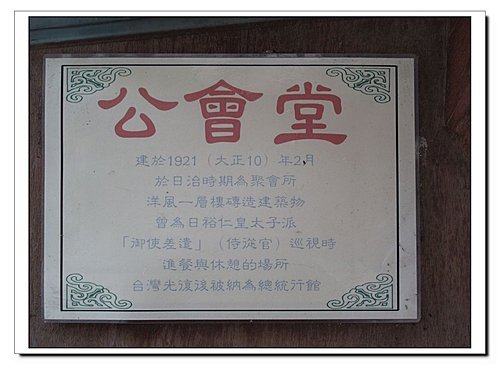 公會堂
建於1921（大正10）年2月
於日治時期為聚會所
洋風一層樓磚造建築物
曾為日裕仁皇太子派
「御使差遣」（侍從官）巡視時
進餐與休憩的場所
台灣光復後被納為總統行館